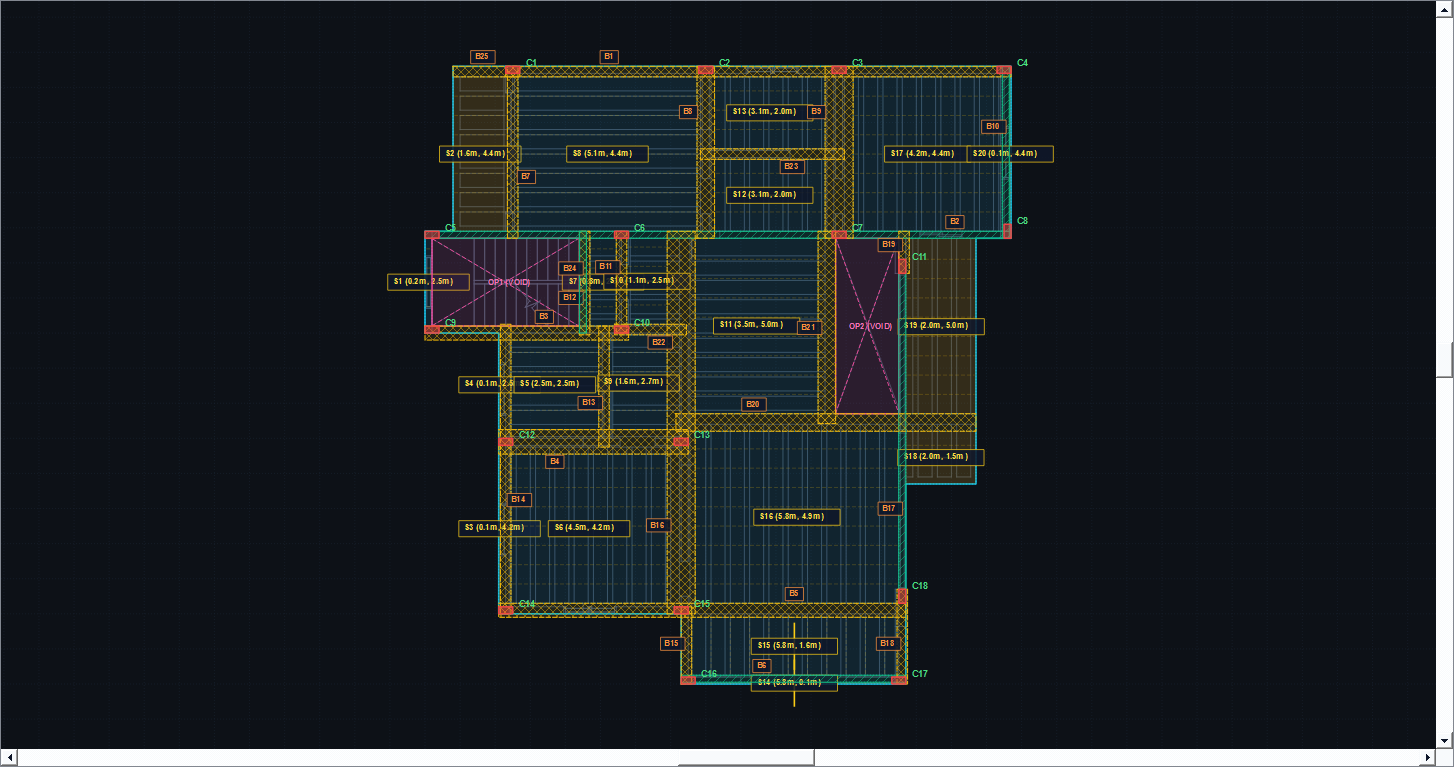 B25
B1
C1
C2
C3
C4
B8
S13 (3.1m, 2.0m)
B9
B10
S2 (1.6m, 4.4m)
S8 (5.1m, 4.4m)
S17 (4.2m, 4.4m)
S20 (0.1m, 4.4m)
B23
B7
S12 (3.1m, 2.0m)
B2
C8
C5
C6
C7
B19
C11
B24
B11
S1 (0.2m, 2.5m)
OP1 (VOID)
S10 (1.1m, 2.5m)
B12
B3
C9
C10
S11 (3.5m, 5.0m)
B21
OP2 (VOID)
S19 (2.0m, 5.0m)
B22
S4 (0.1m, 2.5
S5 (2.5m, 2.5m)
S9 (1.6m, 2.7m)
B13
B20
C12
C13
B4
S18 (2.0m, 1.5m)
B14
B17
S3 (0.1m, 4.2m)
S6 (4.5m, 4.2m)
B16
S16 (5.8m, 4.9m)
C18
B5
C14
C15
B15
S15 (5.8m, 1.6m)
B18
B6
C16
S14 (5.8m, 0.1m)
C17